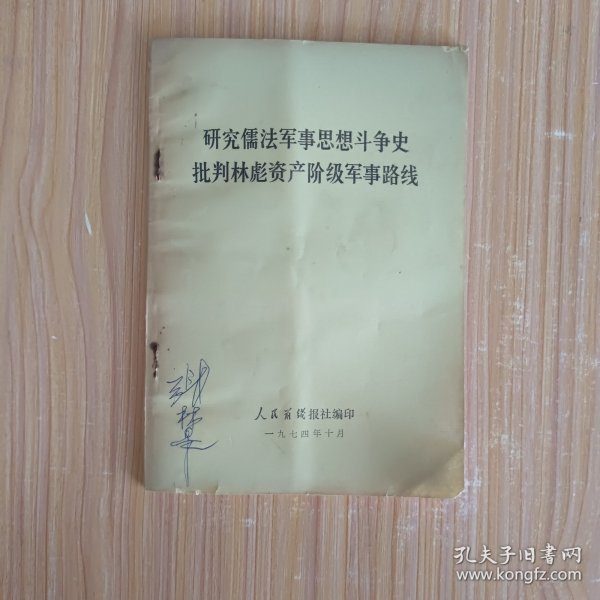 研究儒法军事思想斗争史
批判林彪资产阶级军事路线
人民前线报社编印
一九七四年十月
孔夫子旧书网
www.kongfz.com